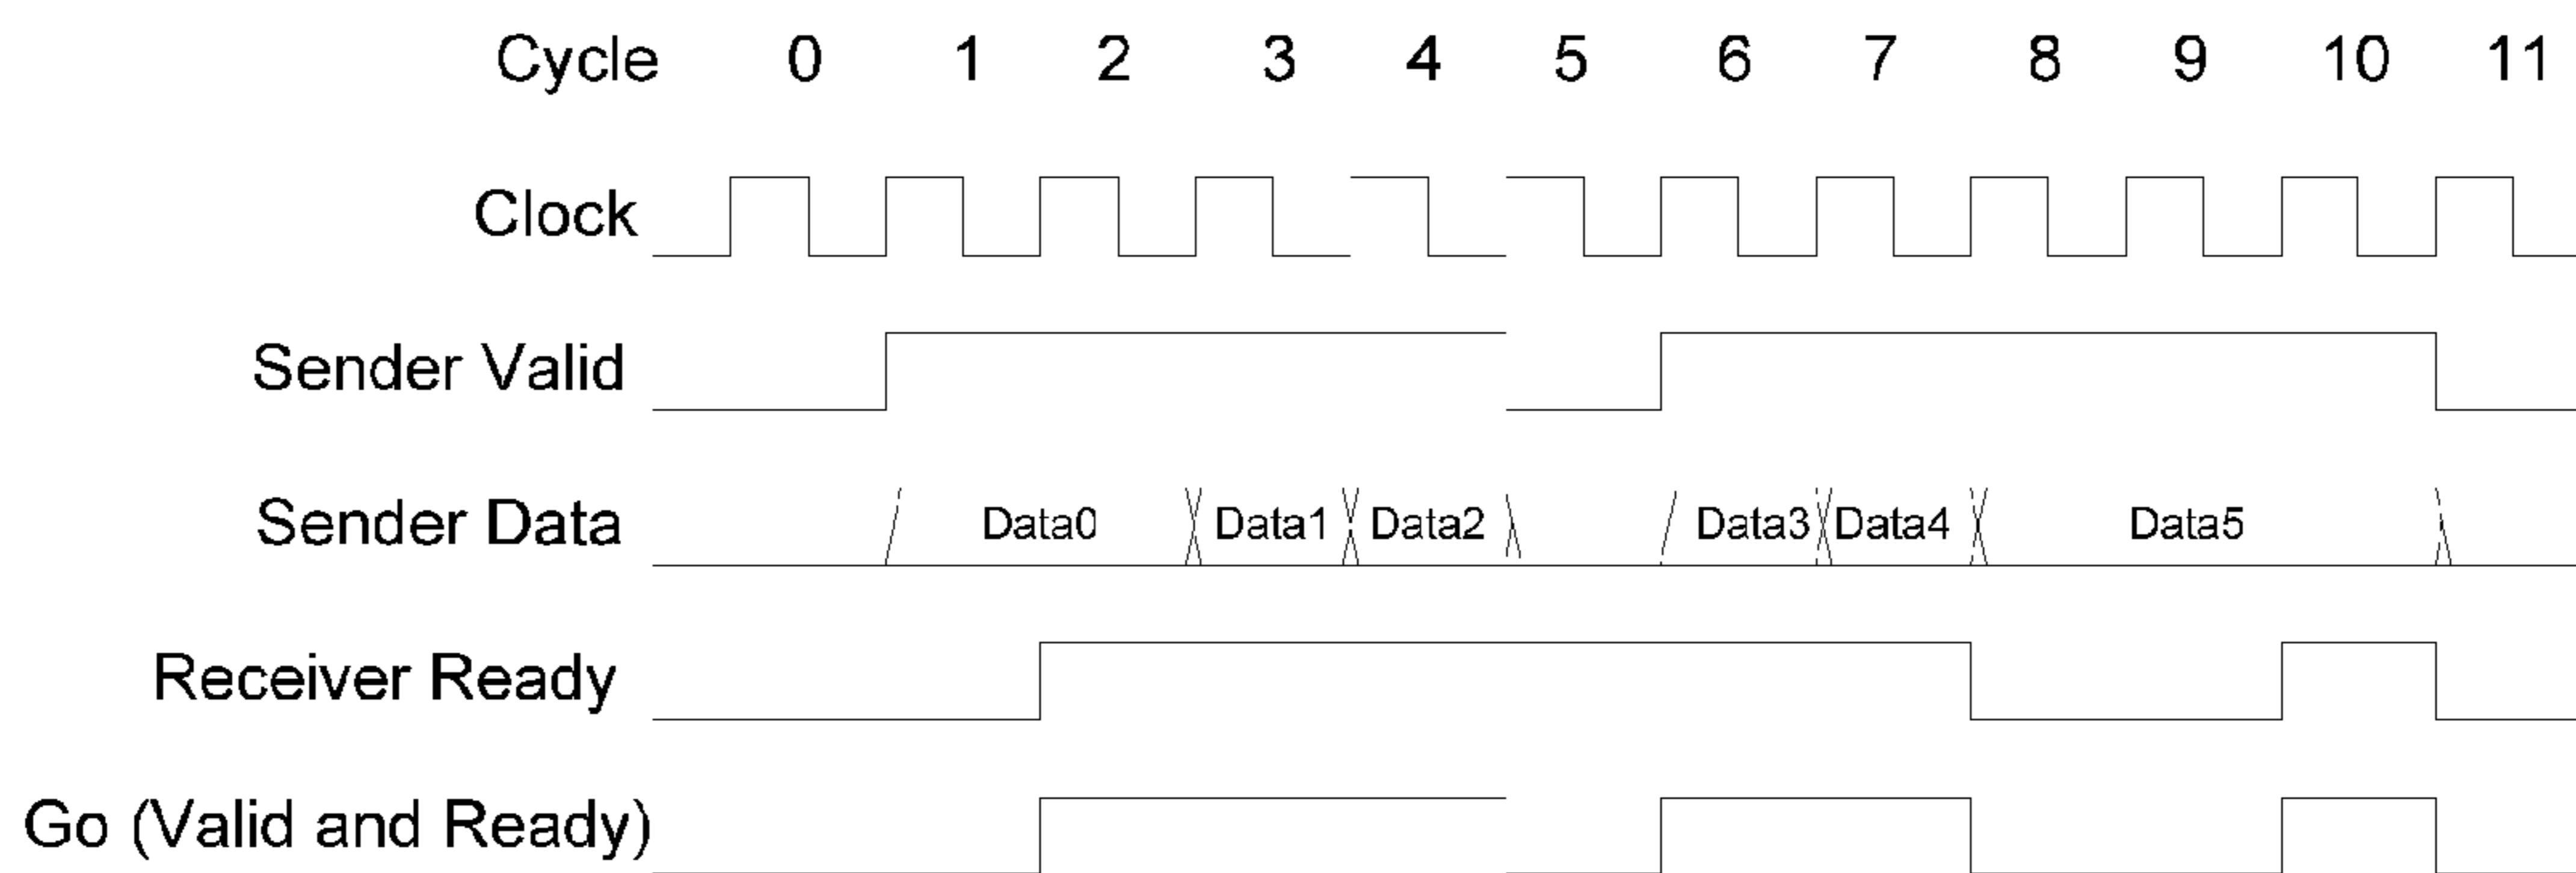 Cycle 0 1 2 3 4 5 6 7 8 9 10 11
Clock
Sender Valid
Sender Data Data0 Data1 Data2 Data3 Data4 Data5
Receiver Ready
Go (Valid and Ready)